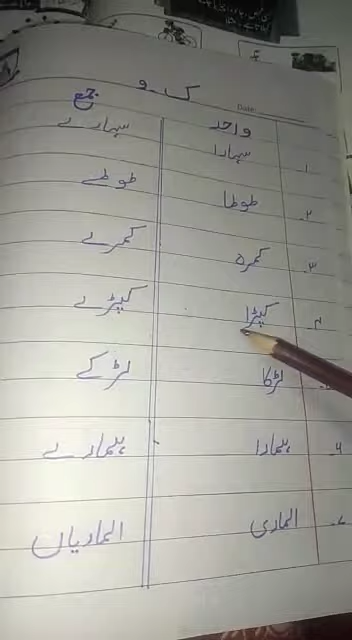 ک و
Date:
واحد جمع
۱۔ سہارا سہارے
۲۔ طوطا طوطے
۳۔ کمرہ کمرے
۴۔ کپڑا کپڑے
لڑکا لڑکے
۶۔ ہمارا ہمارے
۷۔ الماری الماریاں